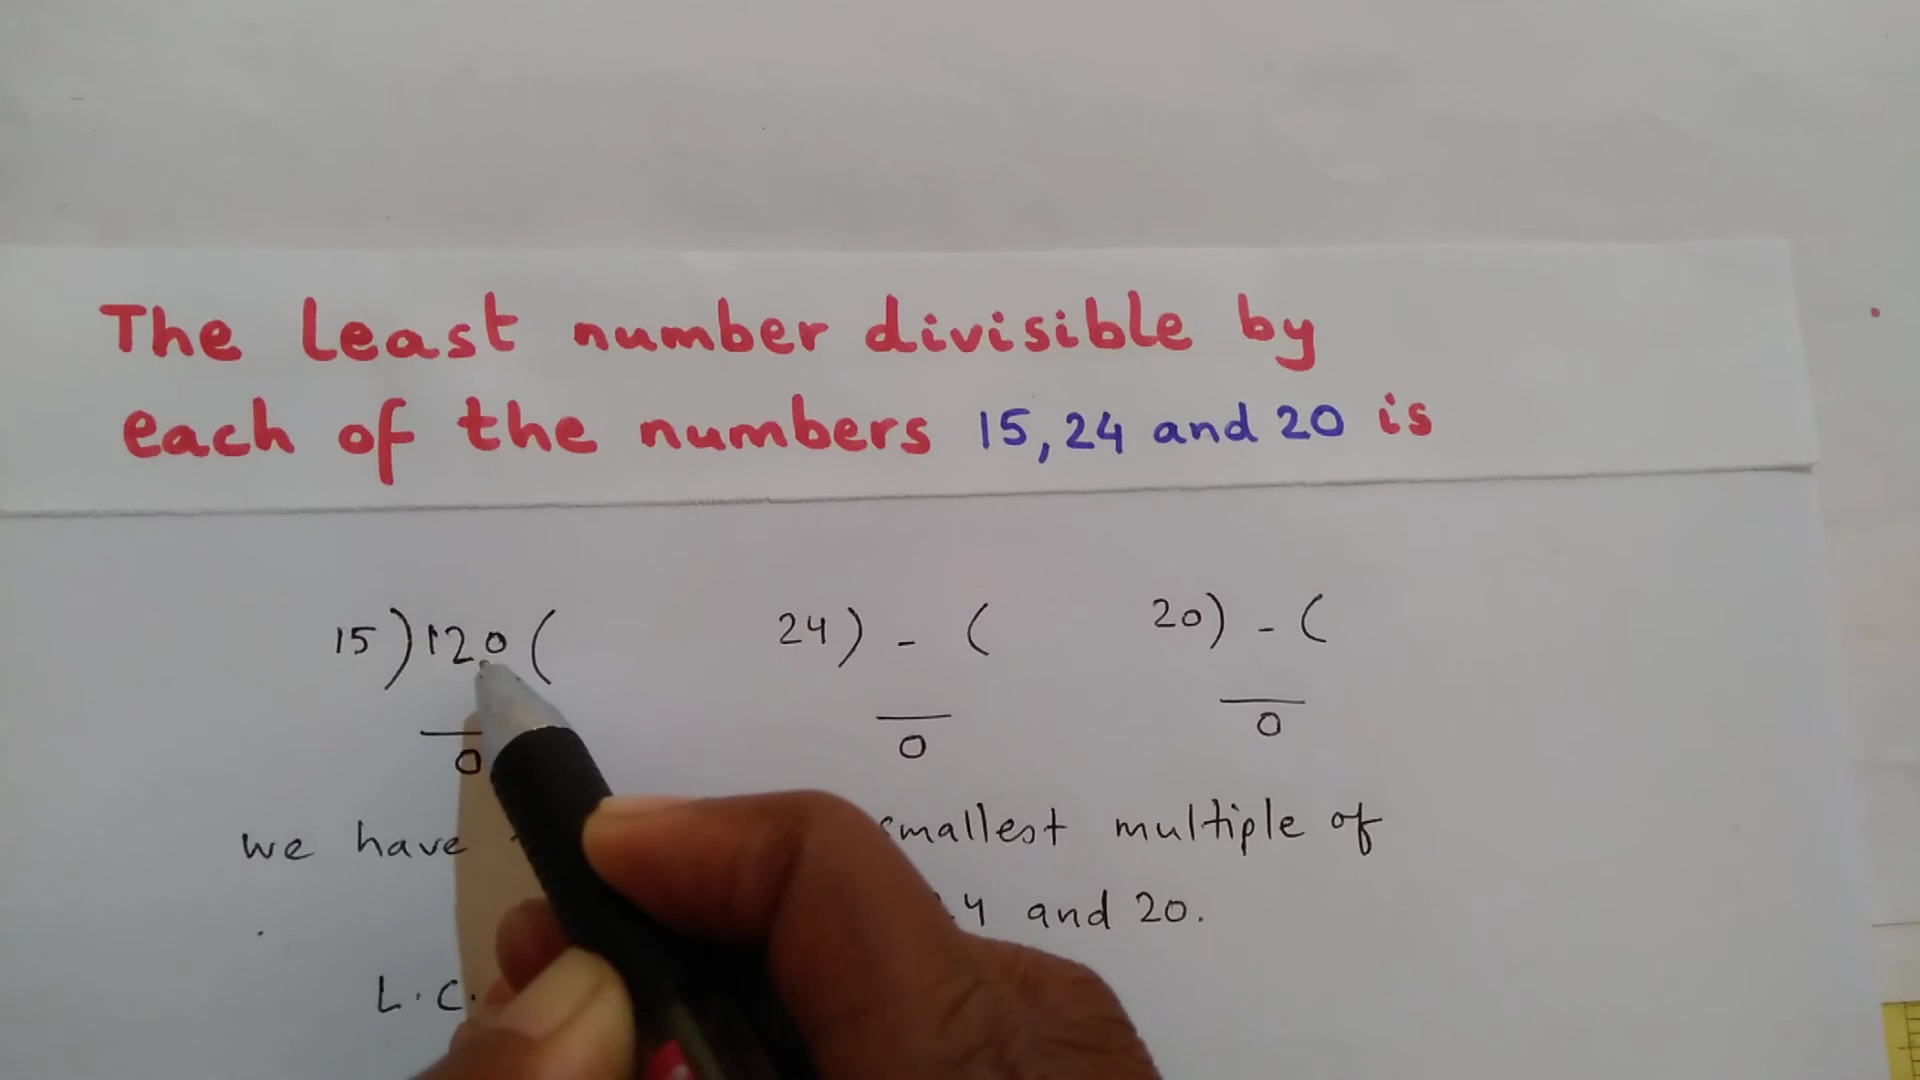 The least number divisible by
each of the numbers 15, 24 and 20 is
15 ) 120 ( 24 ) - ( 20 ) - (
0 0 0
we have smallest multiple of
4 and 20.
L.C.